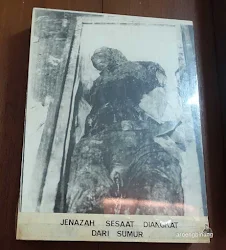 JENAZAH SESAAT DIANGKAT
DARI SUMUR